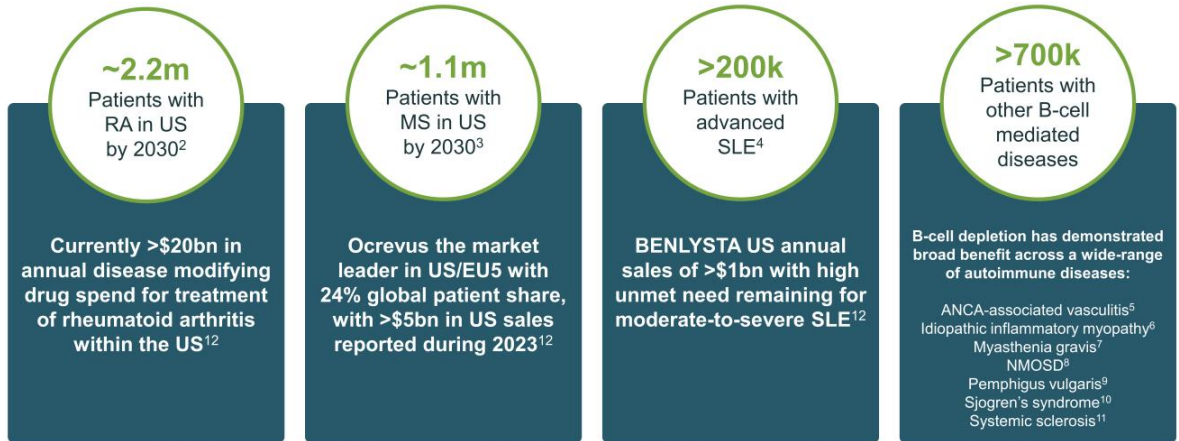 ~2.2m
Patients with
RA in US
by 2030²
Currently >$20bn in
annual disease modifying
drug spend for treatment
of rheumatoid arthritis
within the US¹²
~1.1m
Patients with
MS in US
by 2030³
Ocrevus the market
leader in US/EU5 with
24% global patient share,
with >$5bn in US sales
reported during 2023¹²
>200k
Patients with
advanced
SLE⁴
BENLYSTA US annual
sales of >$1bn with high
unmet need remaining for
moderate-to-severe SLE¹²
>700k
Patients with
other B-cell
mediated
diseases
B-cell depletion has demonstrated
broad benefit across a wide-range
of autoimmune diseases:
ANCA-associated vasculitis⁵
Idiopathic inflammatory myopathy⁶
Myasthenia gravis⁷
NMOSD⁸
Pemphigus vulgaris⁹
Sjogren's syndrome¹⁰
Systemic sclerosis¹¹